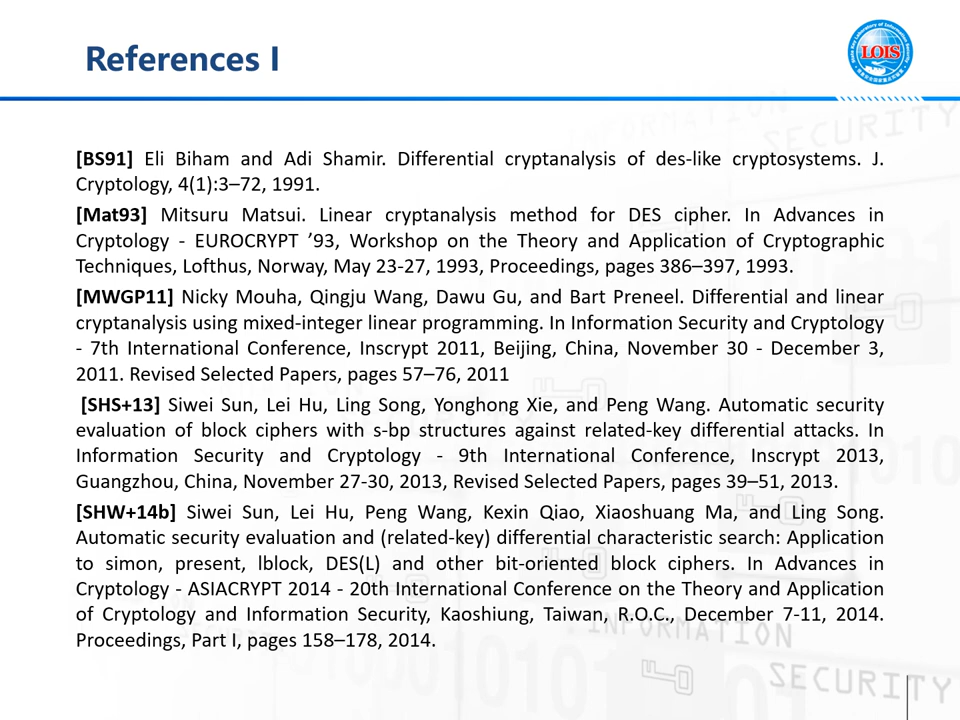 References I
LOIS
[BS91] Eli Biham and Adi Shamir. Differential cryptanalysis of des-like cryptosystems. J.
Cryptology, 4(1):3–72, 1991.
[Mat93] Mitsuru Matsui. Linear cryptanalysis method for DES cipher. In Advances in
Cryptology - EUROCRYPT ’93, Workshop on the Theory and Application of Cryptographic
Techniques, Lofthus, Norway, May 23-27, 1993, Proceedings, pages 386–397, 1993.
[MWGP11] Nicky Mouha, Qingju Wang, Dawu Gu, and Bart Preneel. Differential and linear
cryptanalysis using mixed-integer linear programming. In Information Security and Cryptology
- 7th International Conference, Inscrypt 2011, Beijing, China, November 30 - December 3,
2011. Revised Selected Papers, pages 57–76, 2011
[SHS+13] Siwei Sun, Lei Hu, Ling Song, Yonghong Xie, and Peng Wang. Automatic security
evaluation of block ciphers with s-bp structures against related-key differential attacks. In
Information Security and Cryptology - 9th International Conference, Inscrypt 2013,
Guangzhou, China, November 27-30, 2013, Revised Selected Papers, pages 39–51, 2013.
[SHW+14b] Siwei Sun, Lei Hu, Peng Wang, Kexin Qiao, Xiaoshuang Ma, and Ling Song.
Automatic security evaluation and (related-key) differential characteristic search: Application
to simon, present, lblock, DES(L) and other bit-oriented block ciphers. In Advances in
Cryptology - ASIACRYPT 2014 - 20th International Conference on the Theory and Application
of Cryptology and Information Security, Kaoshiung, Taiwan, R.O.C., December 7-11, 2014.
Proceedings, Part I, pages 158–178, 2014.
INFORMATION
SECURITY
INFORMATION
SECURITY